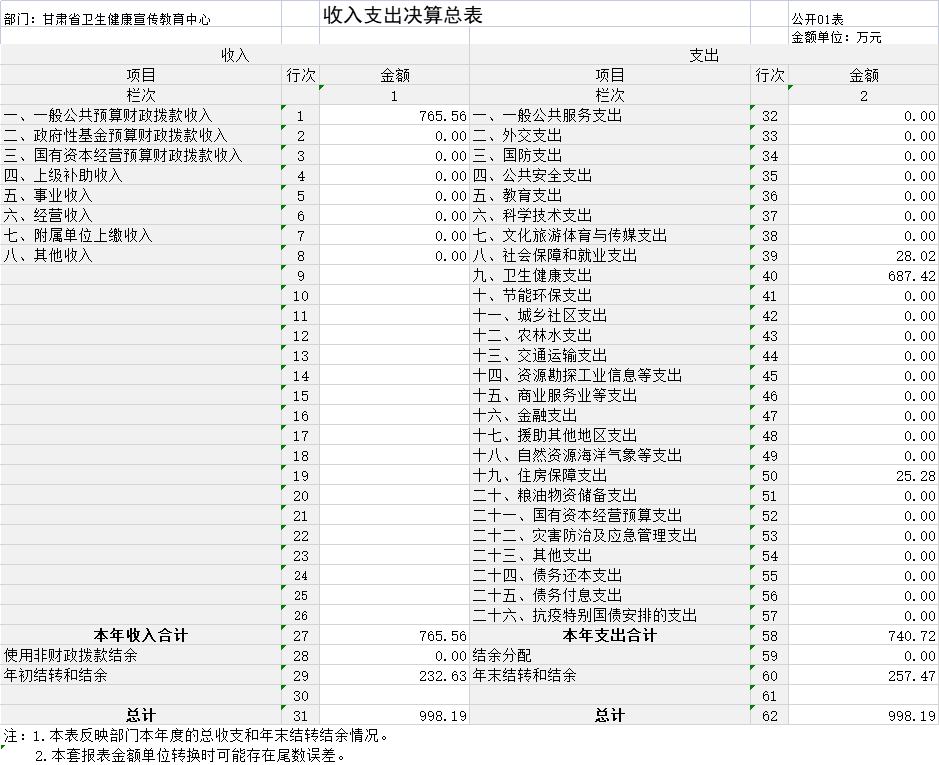 收入支出决算总表
部门：甘肃省卫生健康宣传教育中心 公开01表
金额单位：万元
收入 支出
项目 行次 金额 项目 行次 金额
栏次 1 栏次 2
一、一般公共预算财政拨款收入 1 765.56 一、一般公共服务支出 32 0.00
二、政府性基金预算财政拨款收入 2 0.00 二、外交支出 33 0.00
三、国有资本经营预算财政拨款收入 3 0.00 三、国防支出 34 0.00
四、上级补助收入 4 0.00 四、公共安全支出 35 0.00
五、事业收入 5 0.00 五、教育支出 36 0.00
六、经营收入 6 0.00 六、科学技术支出 37 0.00
七、附属单位上缴收入 7 0.00 七、文化旅游体育与传媒支出 38 0.00
八、其他收入 8 0.00 八、社会保障和就业支出 39 28.02
9 九、卫生健康支出 40 687.42
10 十、节能环保支出 41 0.00
11 十一、城乡社区支出 42 0.00
12 十二、农林水支出 43 0.00
13 十三、交通运输支出 44 0.00
14 十四、资源勘探工业信息等支出 45 0.00
15 十五、商业服务业等支出 46 0.00
16 十六、金融支出 47 0.00
17 十七、援助其他地区支出 48 0.00
18 十八、自然资源海洋气象等支出 49 0.00
19 十九、住房保障支出 50 25.28
20 二十、粮油物资储备支出 51 0.00
21 二十一、国有资本经营预算支出 52 0.00
22 二十二、灾害防治及应急管理支出 53 0.00
23 二十三、其他支出 54 0.00
24 二十四、债务还本支出 55 0.00
25 二十五、债务付息支出 56 0.00
26 二十六、抗疫特别国债安排的支出 57 0.00
本年收入合计 27 765.56 本年支出合计 58 740.72
使用非财政拨款结余 28 0.00 结余分配 59 0.00
年初结转和结余 29 232.63 年末结转和结余 60 257.47
30 61
总计 31 998.19 总计 62 998.19
注：1.本表反映部门本年度的总收支和年末结转结余情况。
2.本套报表金额单位转换时可能存在尾数误差。